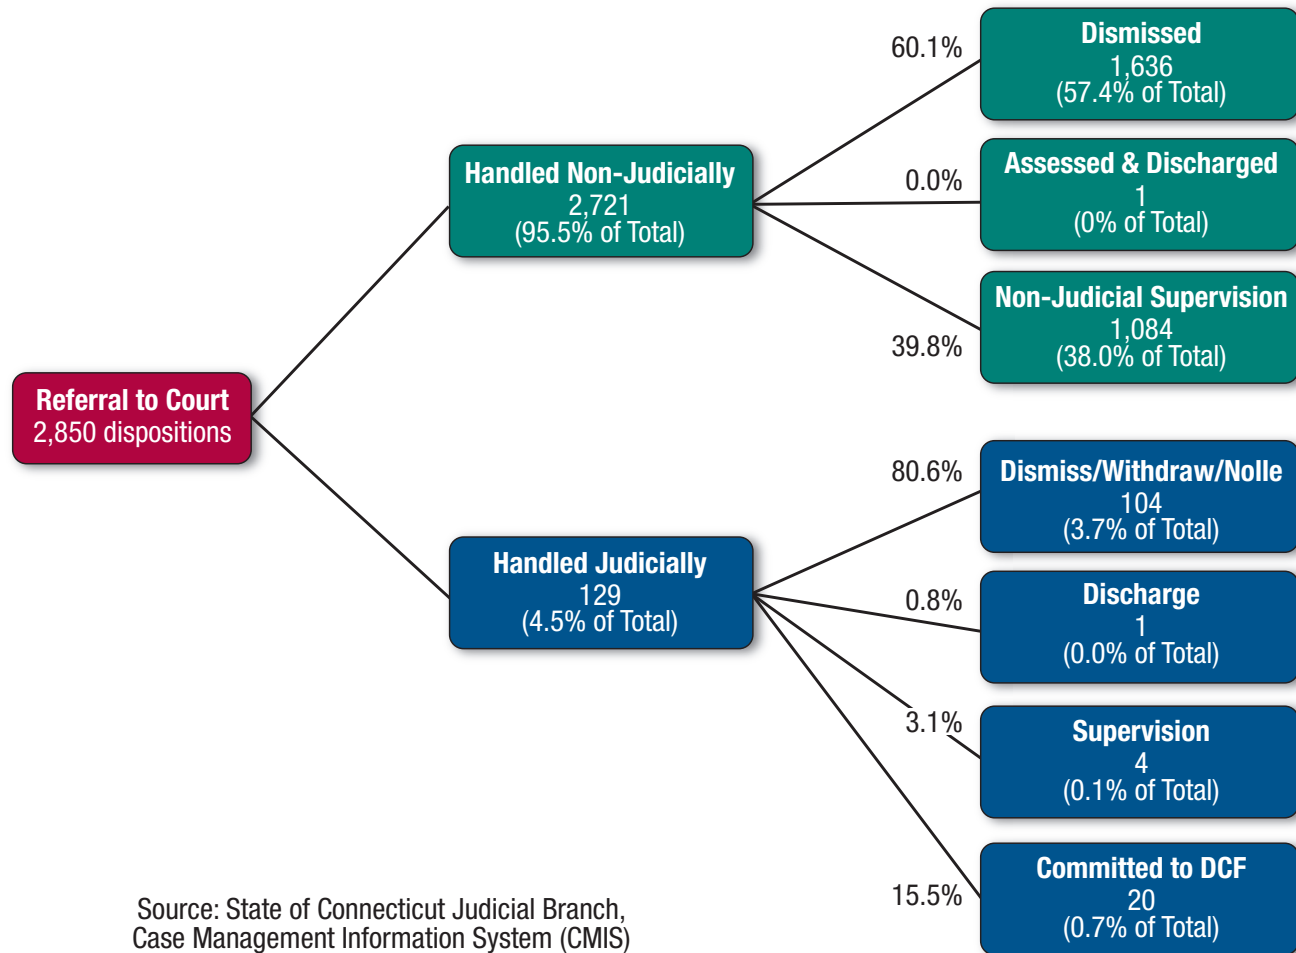 Referral to Court
2,850 dispositions
Handled Non-Judicially
2,721
(95.5% of Total)
60.1%
Dismissed
1,636
(57.4% of Total)
0.0%
Assessed & Discharged
1
(0% of Total)
39.8%
Non-Judicial Supervision
1,084
(38.0% of Total)
Handled Judicially
129
(4.5% of Total)
80.6%
Dismiss/Withdraw/Nolle
104
(3.7% of Total)
0.8%
Discharge
1
(0.0% of Total)
3.1%
Supervision
4
(0.1% of Total)
15.5%
Committed to DCF
20
(0.7% of Total)
Source: State of Connecticut Judicial Branch,
Case Management Information System (CMIS)